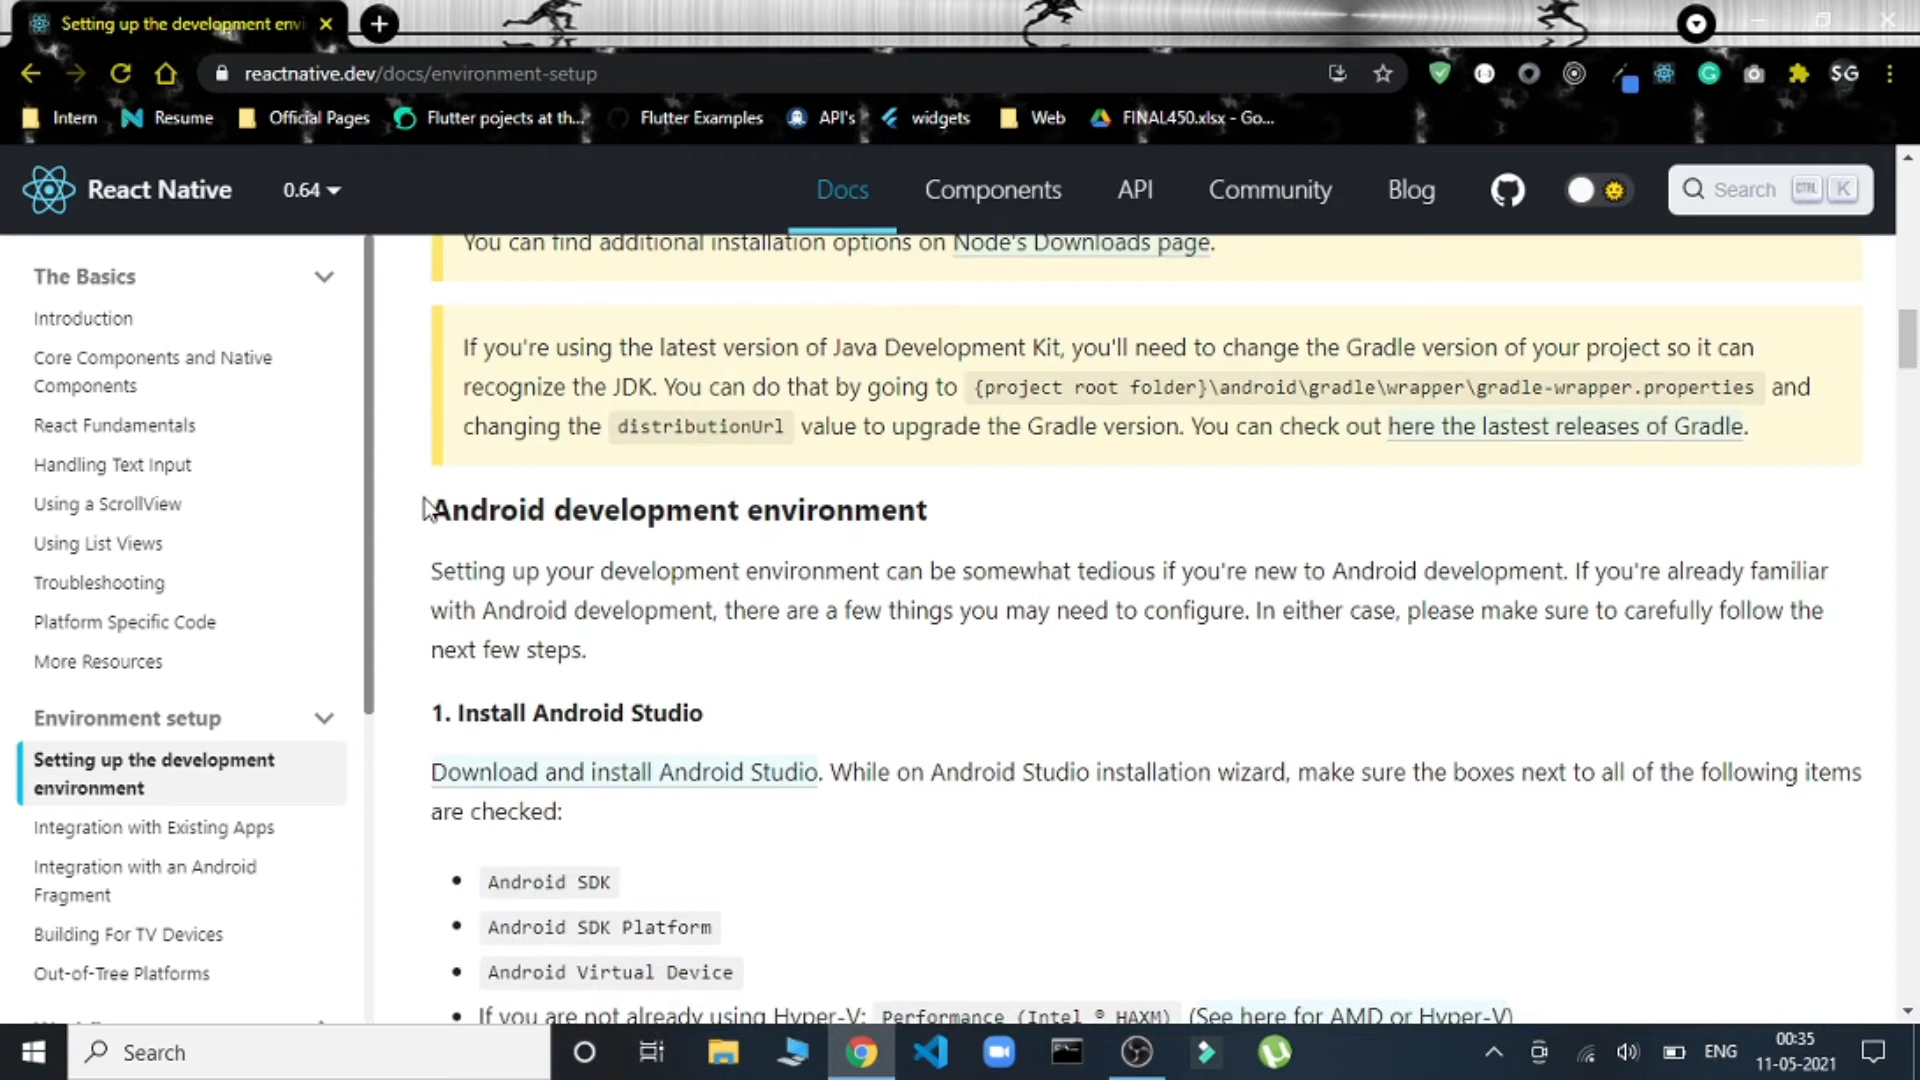 Setting up the development envi
reactnative.dev/docs/environment-setup
SG
Intern
Resume
Official Pages
Flutter pojects at th...
Flutter Examples
API's
widgets
Web
FINAL450.xlsx - Go...
React Native
0.64
Docs
Components
API
Community
Blog
Search CTRL K
The Basics
Introduction
Core Components and Native
Components
React Fundamentals
Handling Text Input
Using a ScrollView
Using List Views
Troubleshooting
Platform Specific Code
More Resources
Environment setup
Setting up the development
environment
Integration with Existing Apps
Integration with an Android
Fragment
Building For TV Devices
Out-of-Tree Platforms
You can find additional installation options on Node's Downloads page.
If you're using the latest version of Java Development Kit, you'll need to change the Gradle version of your project so it can
recognize the JDK. You can do that by going to {project root folder}\android\gradle\wrapper\gradle-wrapper.properties and
changing the distributionUrl value to upgrade the Gradle version. You can check out here the lastest releases of Gradle.
Android development environment
Setting up your development environment can be somewhat tedious if you're new to Android development. If you're already familiar
with Android development, there are a few things you may need to configure. In either case, please make sure to carefully follow the
next few steps.
1. Install Android Studio
Download and install Android Studio. While on Android Studio installation wizard, make sure the boxes next to all of the following items
are checked:
• Android SDK
• Android SDK Platform
• Android Virtual Device
• If you are not already using Hyper-V: Performance (Intel ® HAXM) (See here for AMD or Hyper-V)
Search
ENG
00:35
11-05-2021